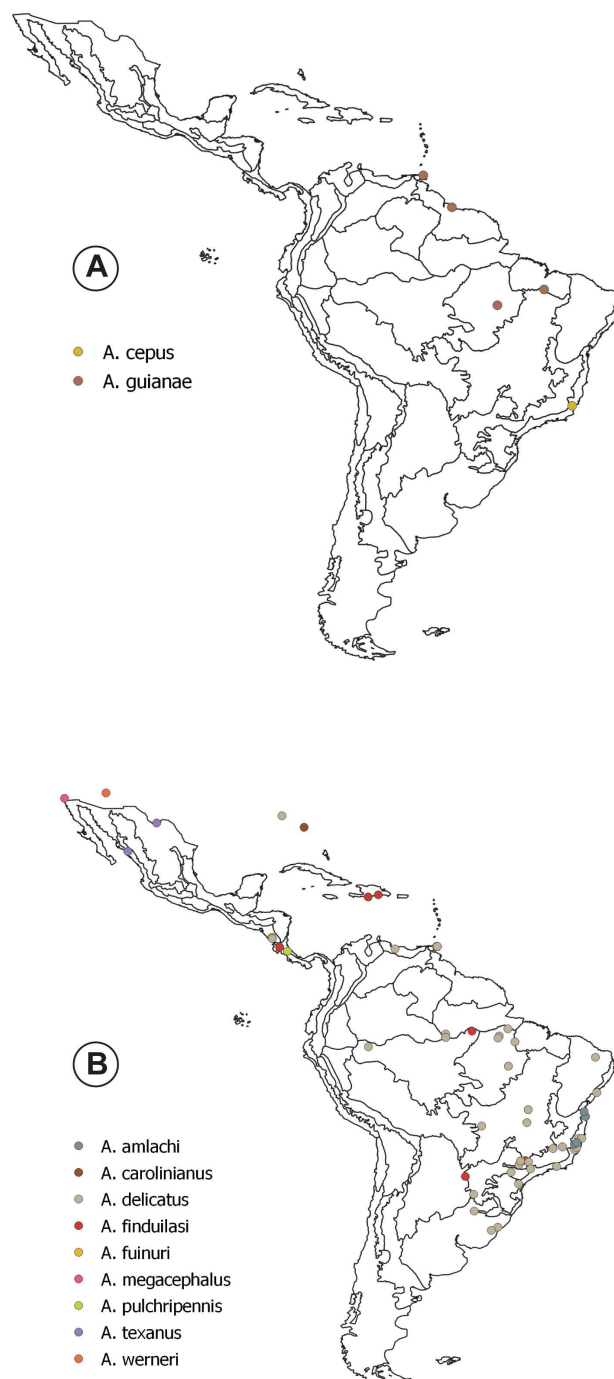 A
A. cepus
A. guianae
B
A. amlachi
A. carolinianus
A. delicatus
A. finduilasi
A. fuinuri
A. megacephalus
A. pulchripennis
A. texanus
A. werneri